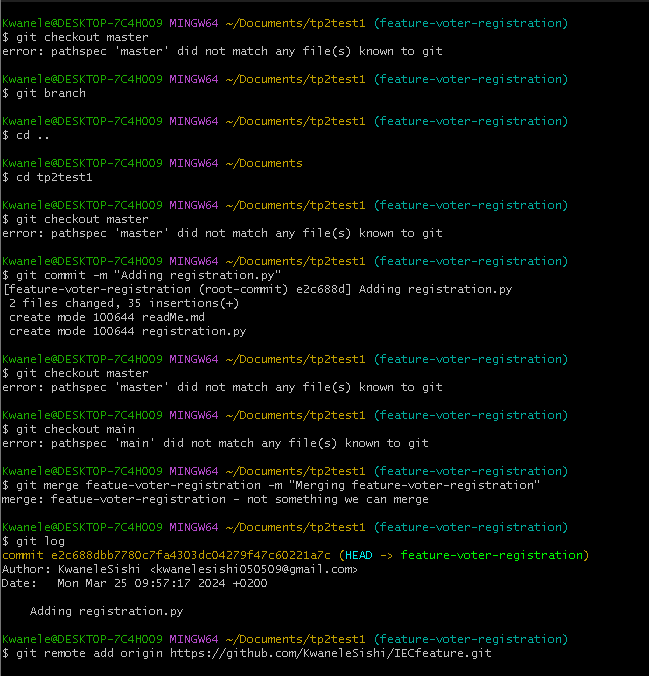 Kwanele@DESKTOP-7C4HOO9 MINGW64 ~/Documents/tp2test1 (feature-voter-registration)
$ git checkout master
error: pathspec 'master' did not match any file(s) known to git
Kwanele@DESKTOP-7C4HOO9 MINGW64 ~/Documents/tp2test1 (feature-voter-registration)
$ git branch
Kwanele@DESKTOP-7C4HOO9 MINGW64 ~/Documents/tp2test1 (feature-voter-registration)
$ cd ..
Kwanele@DESKTOP-7C4HOO9 MINGW64 ~/Documents
$ cd tp2test1
Kwanele@DESKTOP-7C4HOO9 MINGW64 ~/Documents/tp2test1 (feature-voter-registration)
$ git checkout master
error: pathspec 'master' did not match any file(s) known to git
Kwanele@DESKTOP-7C4HOO9 MINGW64 ~/Documents/tp2test1 (feature-voter-registration)
$ git commit -m "Adding registration.py"
[feature-voter-registration (root-commit) e2c688d] Adding registration.py
2 files changed, 35 insertions(+)
create mode 100644 readMe.md
create mode 100644 registration.py
Kwanele@DESKTOP-7C4HOO9 MINGW64 ~/Documents/tp2test1 (feature-voter-registration)
$ git checkout master
error: pathspec 'master' did not match any file(s) known to git
Kwanele@DESKTOP-7C4HOO9 MINGW64 ~/Documents/tp2test1 (feature-voter-registration)
$ git checkout main
error: pathspec 'main' did not match any file(s) known to git
Kwanele@DESKTOP-7C4HOO9 MINGW64 ~/Documents/tp2test1 (feature-voter-registration)
$ git merge featue-voter-registration -m "Merging feature-voter-registration"
merge: featue-voter-registration - not something we can merge
Kwanele@DESKTOP-7C4HOO9 MINGW64 ~/Documents/tp2test1 (feature-voter-registration)
$ git log
commit e2c688dbb7780c7fa4303dc04279f47c60221a7c (HEAD -> feature-voter-registration)
Author: KwaneleSishi <kwanelesishi050509@gmail.com>
Date:   Mon Mar 25 09:57:17 2024 +0200
Adding registration.py
Kwanele@DESKTOP-7C4HOO9 MINGW64 ~/Documents/tp2test1 (feature-voter-registration)
$ git remote add origin https://github.com/KwaneleSishi/IECfeature.git